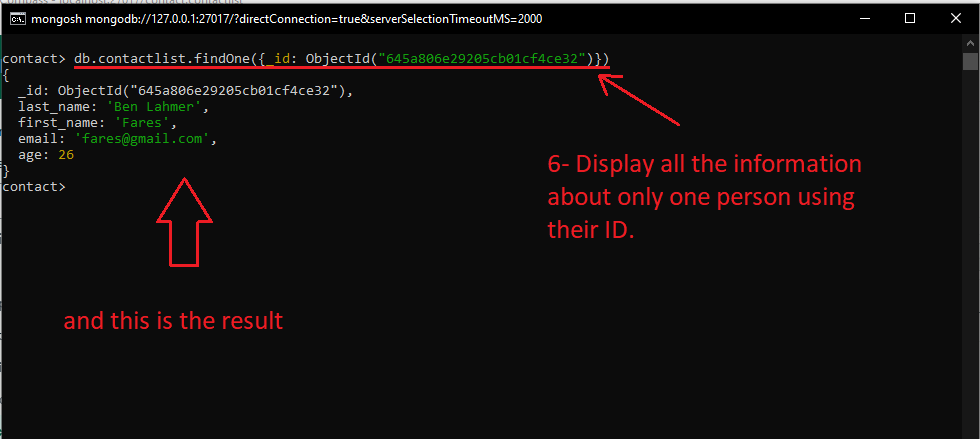 mongosh mongodb://127.0.0.1:27017/?directConnection=true&serverSelectionTimeoutMS=2000
contact> db.contactlist.findOne({_id: ObjectId("645a806e29205cb01cf4ce32")})
{
_id: ObjectId("645a806e29205cb01cf4ce32"),
last_name: 'Ben Lahmer',
first_name: 'Fares',
email: 'fares@gmail.com',
age: 26
}
contact>
6- Display all the information
about only one person using
their ID.
and this is the result